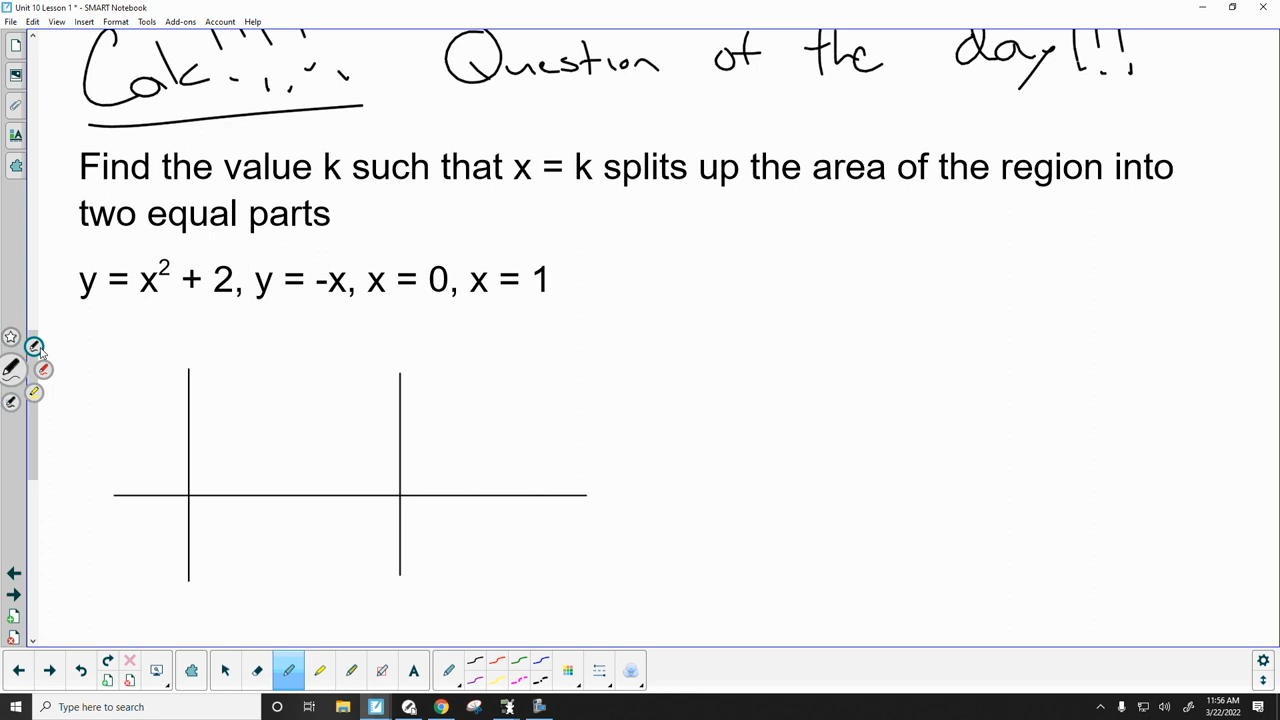 Unit 10 Lesson 1 * - SMART Notebook
File Edit View Insert Format Tools Add-ons Account Help
Calc..... Question of the day!!!
Find the value k such that x = k splits up the area of the region into
two equal parts
y = x² + 2, y = -x, x = 0, x = 1
A
Type here to search
11:56 AM
3/22/2022